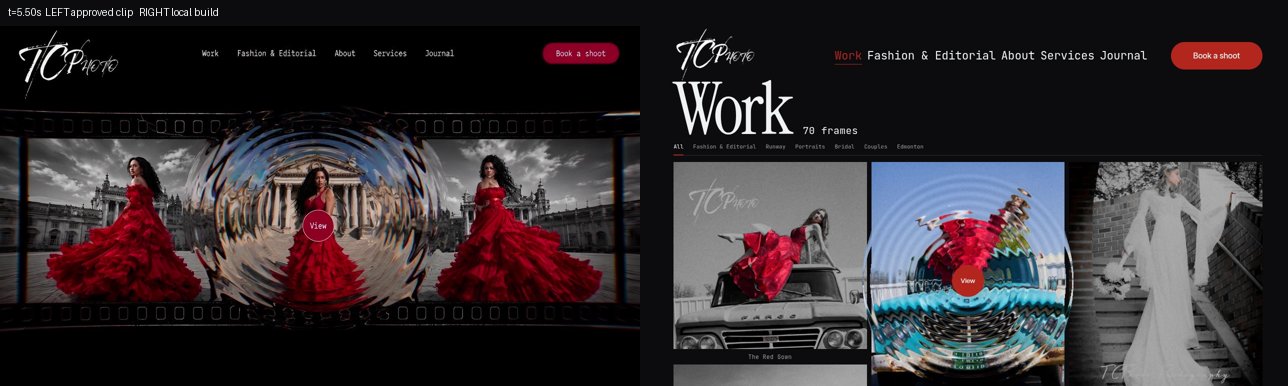 t=5.50s LEFT approved clip RIGHT local build
TCPHOTO
Work Fashion & Editorial About Services Journal
Book a shoot
View
TCPHOTO
Work Fashion & Editorial About Services Journal
Book a shoot
Work 70 frames
All Fashion & Editorial Runway Portraits Bridal Couples Edmonton
TCPHOTO
DODGE
View
The Red Gown